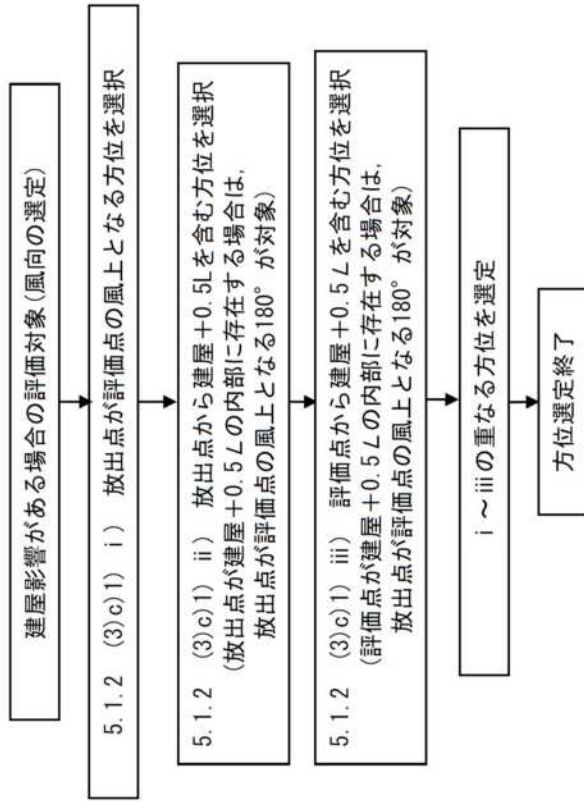 建屋影響がある場合の評価対象(風向の選定)
5.1.2 (3)c)1) ⅰ) 放出点が評価点の風上となる方位を選択
5.1.2 (3)c)1) ⅱ) 放出点から建屋+0.5Lを含む方位を選択
(放出点が建屋+0.5Lの内部に存在する場合は,
放出点が評価点の風上となる180°が対象)
5.1.2 (3)c)1) ⅲ) 評価点から建屋+0.5Lを含む方位を選択
(評価点が建屋+0.5Lの内部に存在する場合は,
放出点が評価点の風上となる180°が対象)
ⅰ~ⅲの重なる方位を選定
方位選定終了